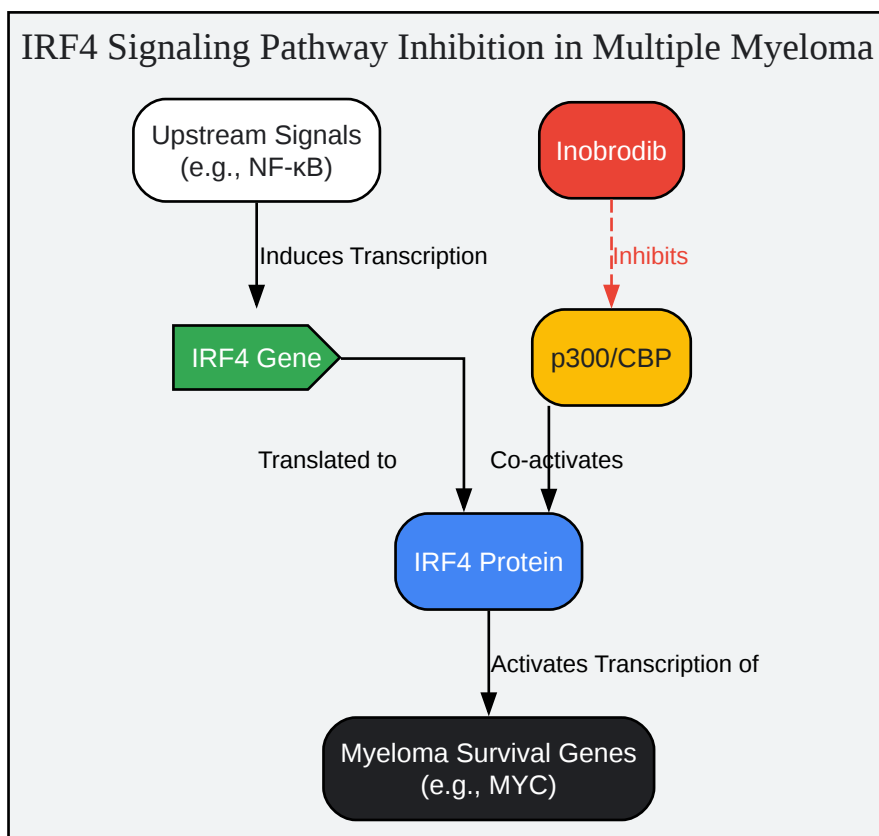 IRF4 Signaling Pathway Inhibition in Multiple Myeloma
Upstream Signals
(e.g., NF-κB)
Inobrodib
Induces Transcription
Inhibits
IRF4 Gene
p300/CBP
Translated to
Co-activates
IRF4 Protein
Activates Transcription of
Myeloma Survival Genes
(e.g., MYC)